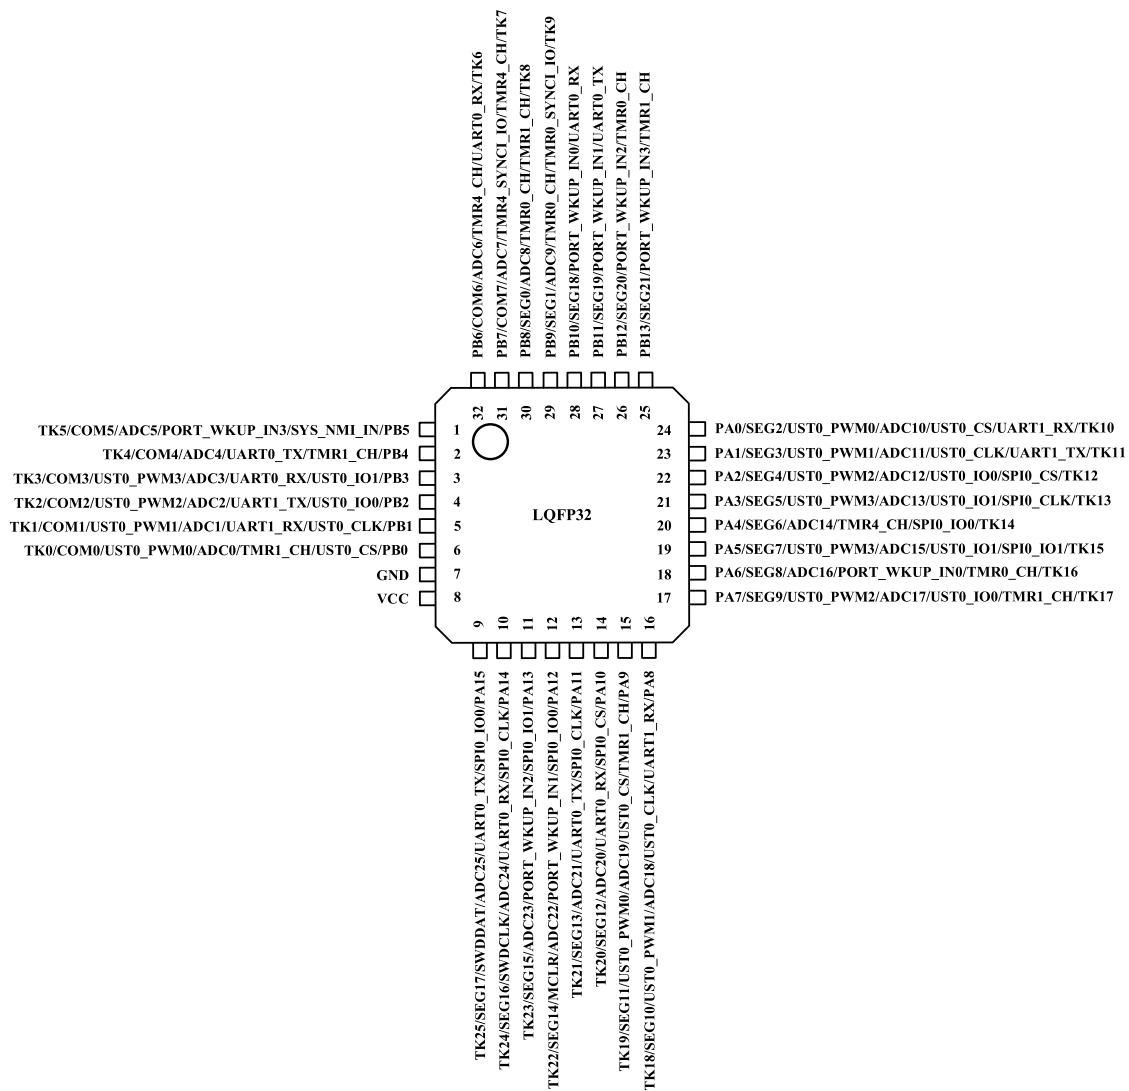 PB6/COM6/ADC6/TMR4_CH/UART0_RX/TK6
PB7/COM7/ADC7/TMR4_SYNCI_IO/TMR4_CH/TK7
PB8/SEG0/ADC8/TMR0_CH/TMR1_CH/TK8
PB9/SEG1/ADC9/TMR0_CH/TMR0_SYNCI_IO/TK9
PB10/SEG18/PORT_WKUP_IN0/UART0_RX
PB11/SEG19/PORT_WKUP_IN1/UART0_TX
PB12/SEG20/PORT_WKUP_IN2/TMR0_CH
PB13/SEG21/PORT_WKUP_IN3/TMR1_CH
32
31
30
29
28
27
26
25
TK5/COM5/ADC5/PORT_WKUP_IN3/SYS_NMI_IN/PB5
1
TK4/COM4/ADC4/UART0_TX/TMR1_CH/PB4
2
TK3/COM3/UST0_PWM3/ADC3/UART0_RX/UST0_IO1/PB3
3
TK2/COM2/UST0_PWM2/ADC2/UART1_TX/UST0_IO0/PB2
4
TK1/COM1/UST0_PWM1/ADC1/UART1_RX/UST0_CLK/PB1
5
TK0/COM0/UST0_PWM0/ADC0/TMR1_CH/UST0_CS/PB0
6
GND
7
VCC
8
LQFP32
24
PA0/SEG2/UST0_PWM0/ADC10/UST0_CS/UART1_RX/TK10
23
PA1/SEG3/UST0_PWM1/ADC11/UST0_CLK/UART1_TX/TK11
22
PA2/SEG4/UST0_PWM2/ADC12/UST0_IO0/SPI0_CS/TK12
21
PA3/SEG5/UST0_PWM3/ADC13/UST0_IO1/SPI0_CLK/TK13
20
PA4/SEG6/ADC14/TMR4_CH/SPI0_IO0/TK14
19
PA5/SEG7/UST0_PWM3/ADC15/UST0_IO1/SPI0_IO1/TK15
18
PA6/SEG8/ADC16/PORT_WKUP_IN0/TMR0_CH/TK16
17
PA7/SEG9/UST0_PWM2/ADC17/UST0_IO0/TMR1_CH/TK17
9
10
11
12
13
14
15
16
TK25/SEG17/SWDDAT/ADC25/UART0_TX/SPI0_IO0/PA15
TK24/SEG16/SWDCLK/ADC24/UART0_RX/SPI0_CLK/PA14
TK23/SEG15/ADC23/PORT_WKUP_IN2/SPI0_IO1/PA13
TK22/SEG14/MCLR/ADC22/PORT_WKUP_IN1/SPI0_IO0/PA12
TK21/SEG13/ADC21/UART0_TX/SPI0_CLK/PA11
TK20/SEG12/ADC20/UART0_RX/SPI0_CS/PA10
TK19/SEG11/UST0_PWM0/ADC19/UST0_CS/TMR1_CH/PA9
TK18/SEG10/UST0_PWM1/ADC18/UST0_CLK/UART1_RX/PA8